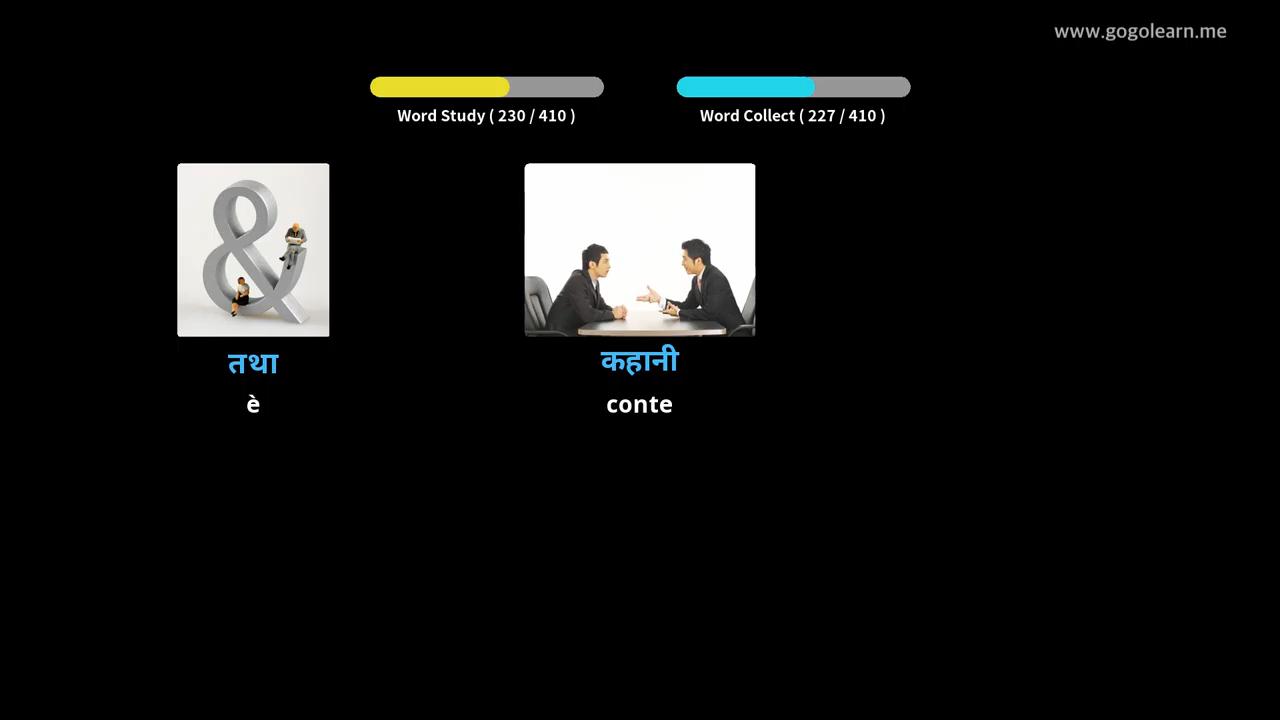 www.gogolearn.me
Word Study ( 230 / 410 )
Word Collect ( 227 / 410 )
&
तथा
कहानी
è
conte